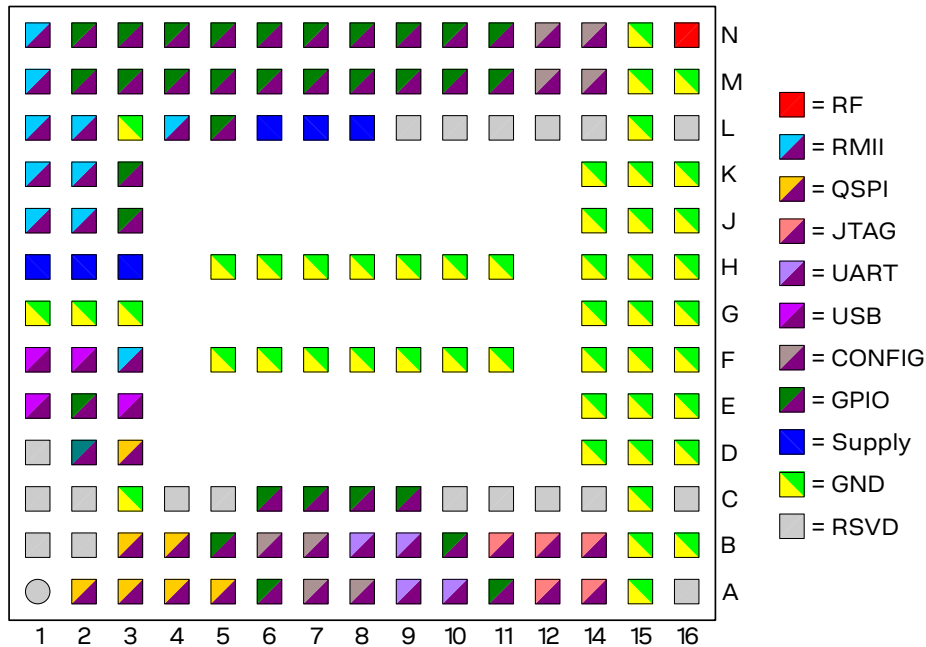 N
M
L
K
J
H
G
F
E
D
C
B
A
1 2 3 4 5 6 7 8 9 10 11 12 14 15 16
= RF
= RMII
= QSPI
= JTAG
= UART
= USB
= CONFIG
= GPIO
= Supply
= GND
= RSVD